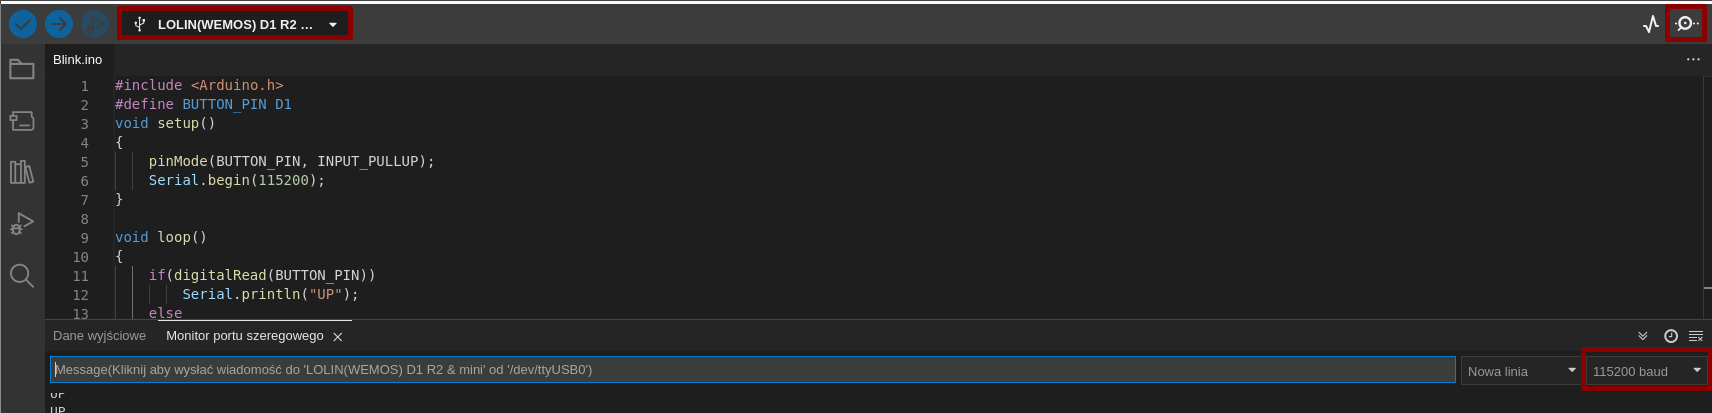 LOLIN(WEMOS) D1 R2 ...
Blink.ino
1 #include <Arduino.h>
2 #define BUTTON_PIN D1
3 void setup()
4 {
5 pinMode(BUTTON_PIN, INPUT_PULLUP);
6 Serial.begin(115200);
7 }
8
9 void loop()
10 {
11 if(digitalRead(BUTTON_PIN))
12 Serial.println("UP");
13 else
Dane wyjściowe Monitor portu szeregowego
Message(Kliknij aby wysłać wiadomość do 'LOLIN(WEMOS) D1 R2 & mini' od '/dev/ttyUSB0') Nowa linia 115200 baud
UP
UP